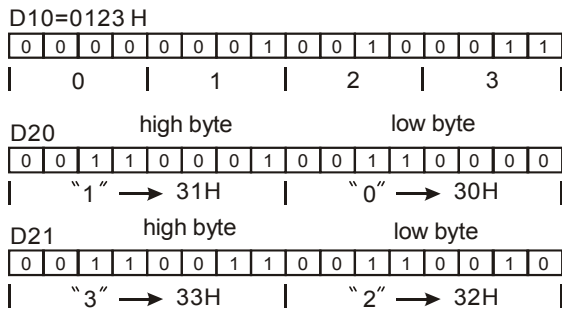 D10=0123 H
0 0 0 0 0 0 0 1 0 0 1 0 0 0 1 1
0 1 2 3
high byte low byte
D20
0 0 1 1 0 0 0 1 0 0 1 1 0 0 0 0
“1” → 31H “0” → 30H
high byte low byte
D21
0 0 1 1 0 0 1 1 0 0 1 1 0 0 1 0
“3” → 33H “2” → 32H